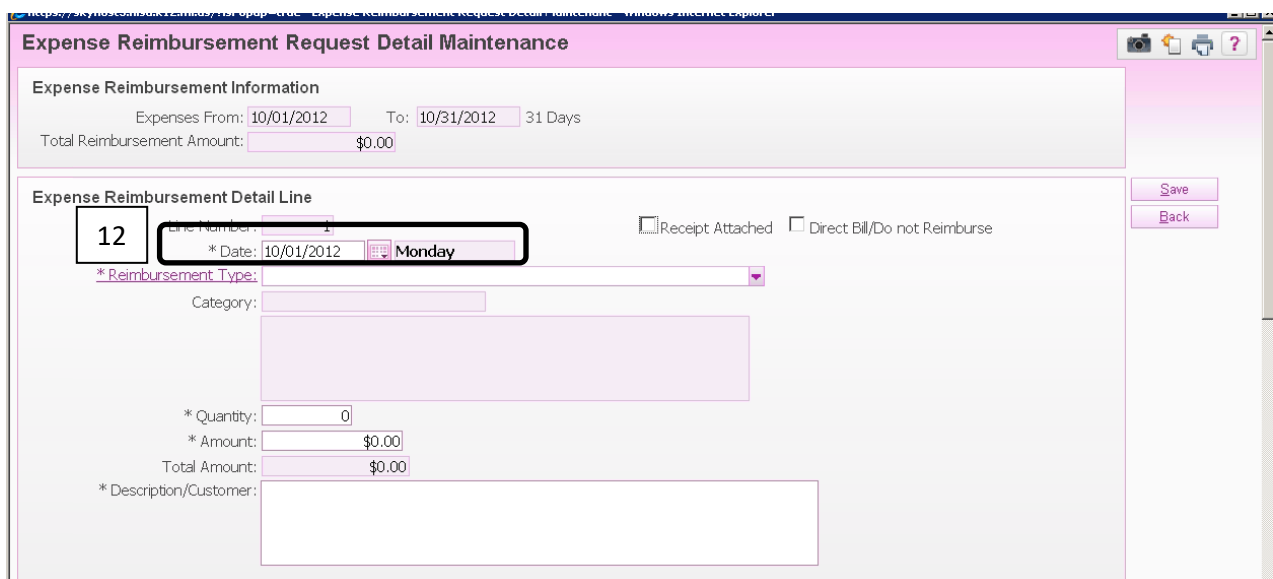 Expense Reimbursement Request Detail Maintenance
?
Expense Reimbursement Information
Expenses From: 10/01/2012 To: 10/31/2012 31 Days
Total Reimbursement Amount: $0.00
Save
Back
Expense Reimbursement Detail Line
12
Line Number: 1
Receipt Attached Direct Bill/Do not Reimburse
* Date: 10/01/2012 Monday
* Reimbursement Type:
Category:
* Quantity: 0
* Amount: $0.00
Total Amount: $0.00
* Description/Customer: